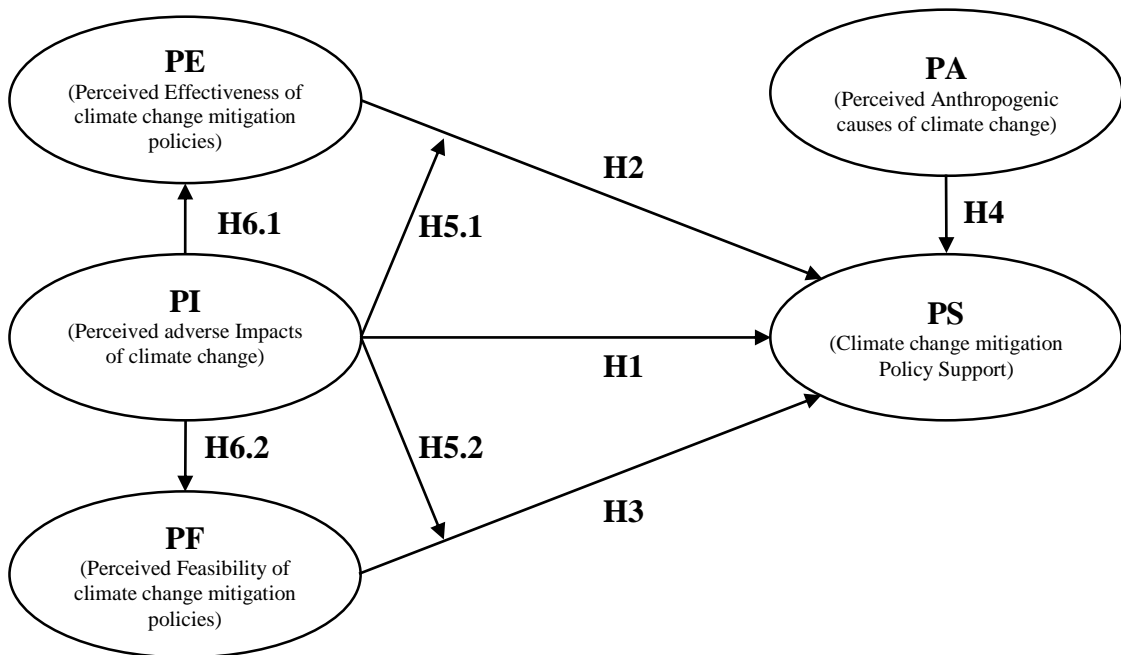 PE
(Perceived Effectiveness of
climate change mitigation
policies)
PA
(Perceived Anthropogenic
causes of climate change)
H2
H4
H6.1
H5.1
PI
(Perceived adverse Impacts
of climate change)
PS
(Climate change mitigation
Policy Support)
H1
H6.2
H5.2
H3
PF
(Perceived Feasibility of
climate change mitigation
policies)